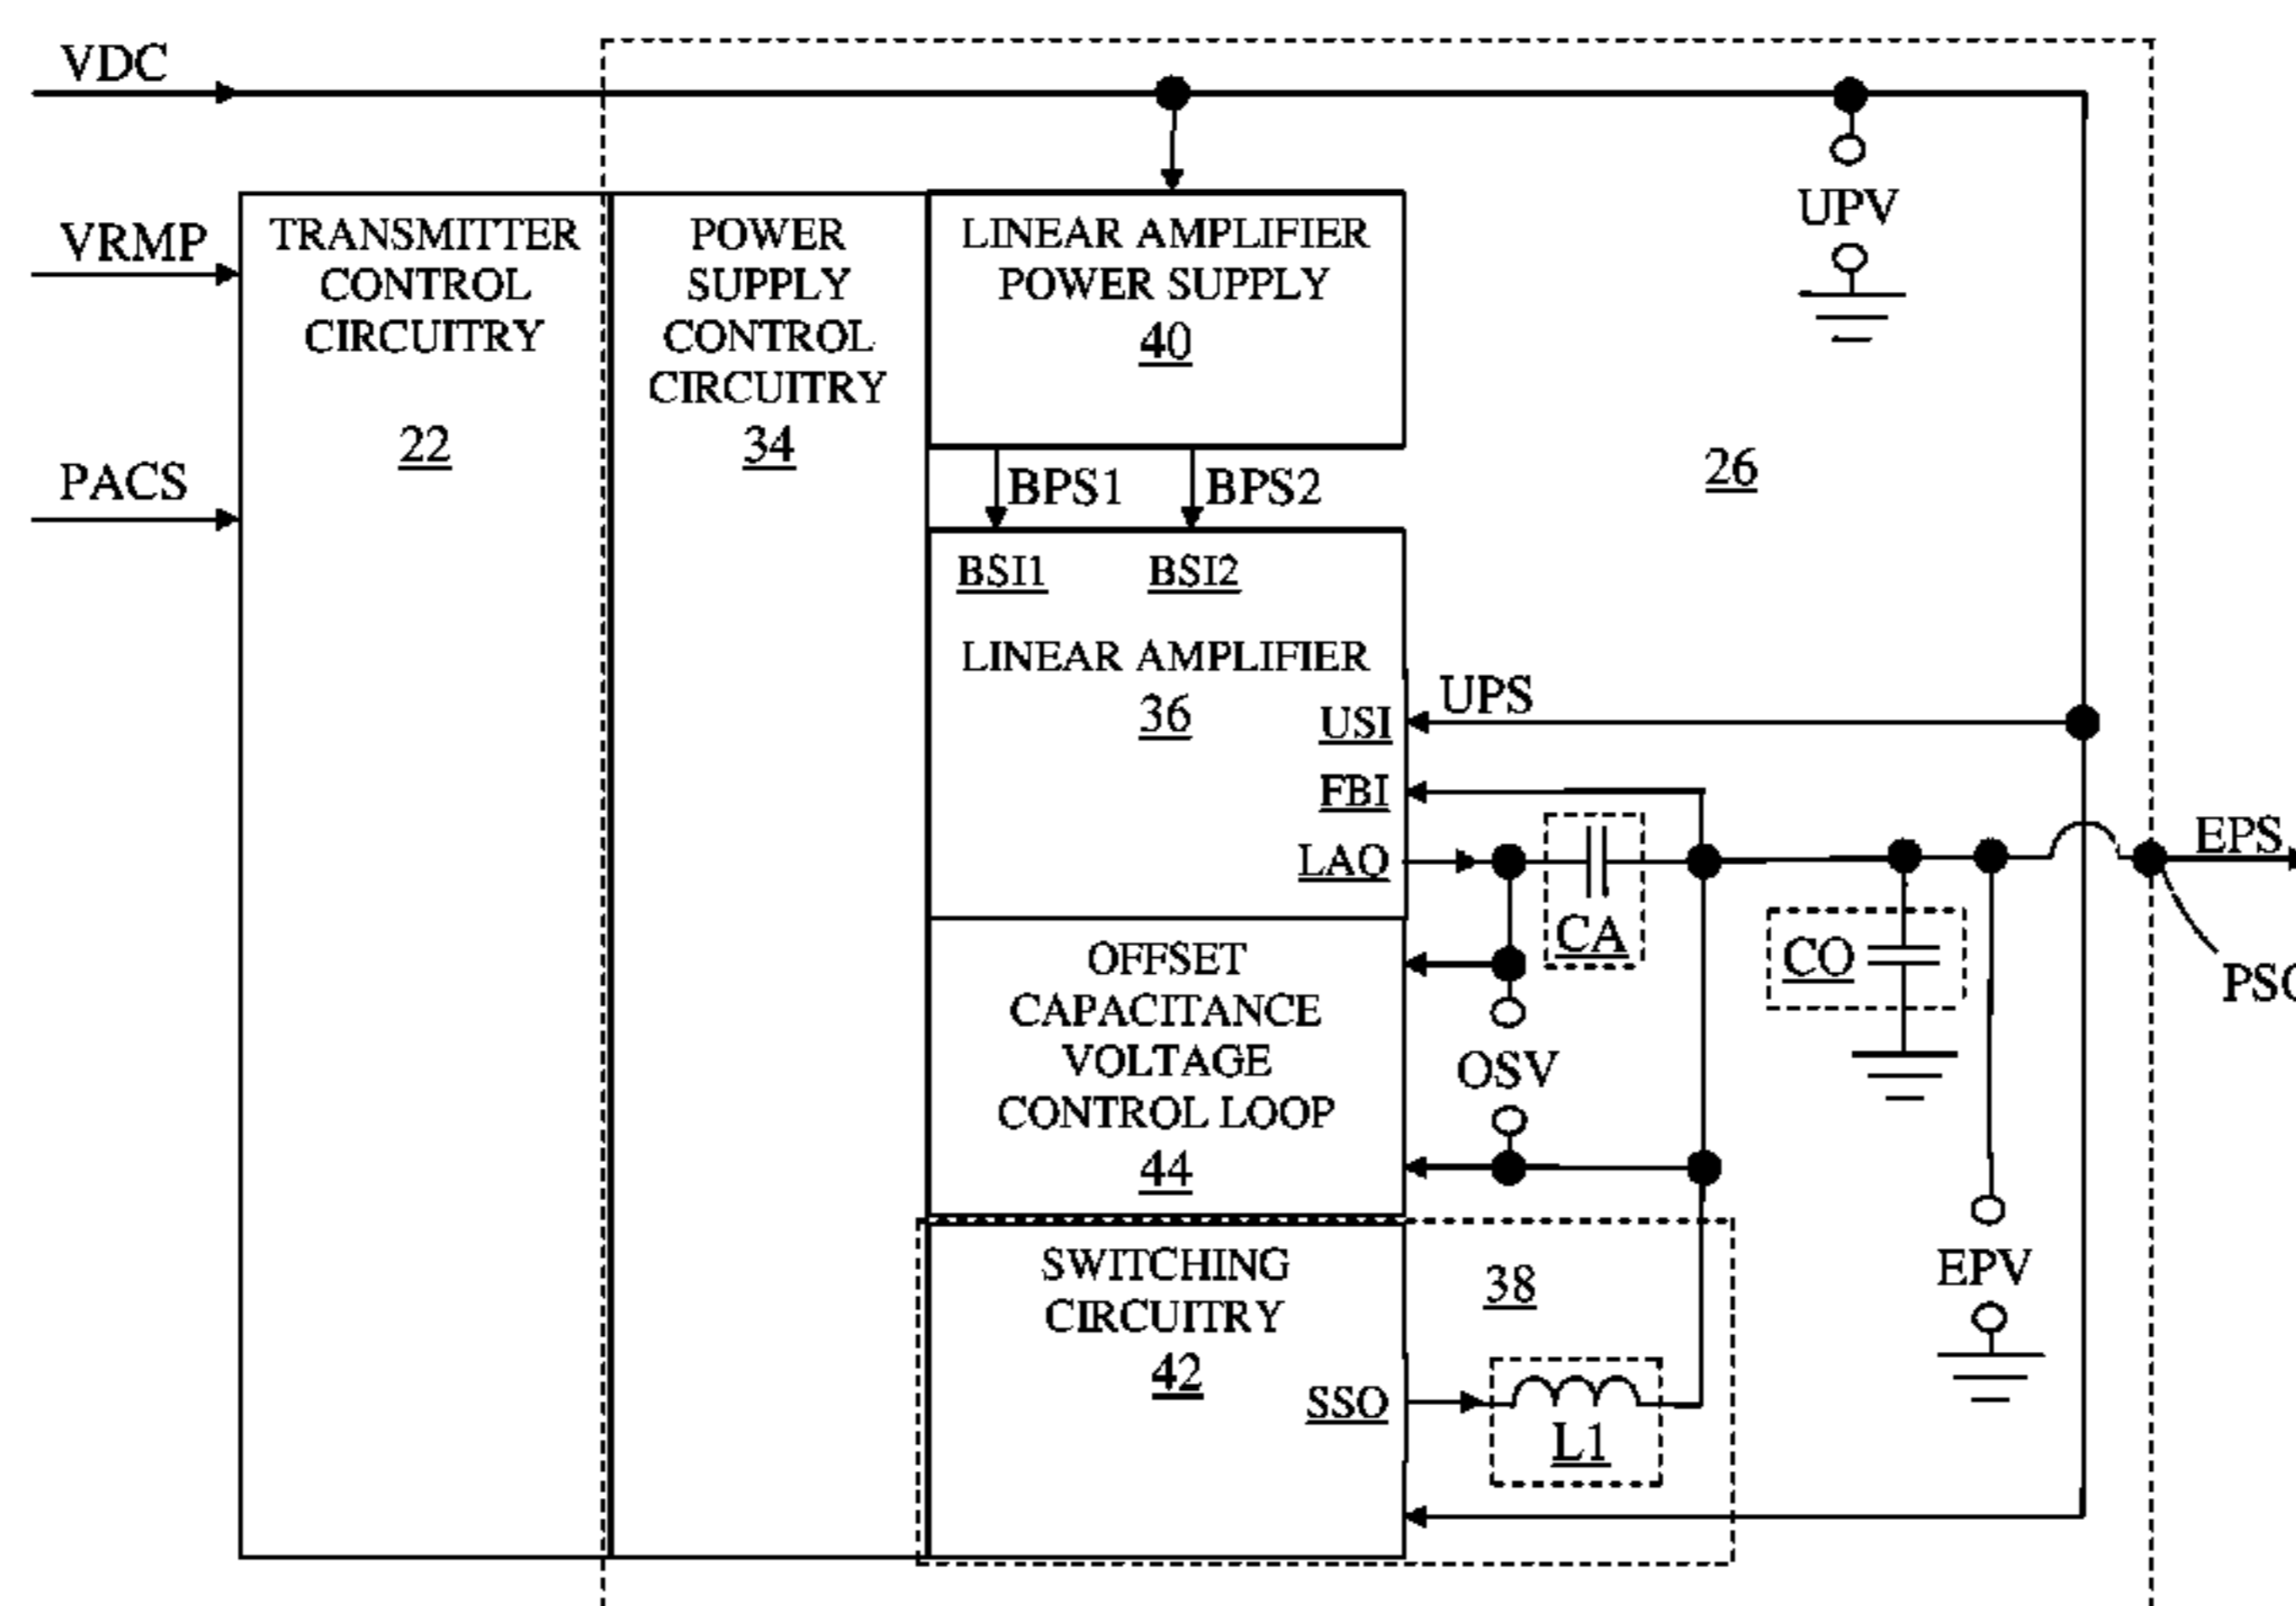 VDC
VRMP
PACS
TRANSMITTER
CONTROL
CIRCUITRY
22
POWER
SUPPLY
CONTROL
CIRCUITRY
34
LINEAR AMPLIFIER
POWER SUPPLY
40
UPV
26
BPS1
BPS2
BSI1
BSI2
LINEAR AMPLIFIER
36
USI
UPS
FBI
LAO
CA
CO
EPS
OFFSET
CAPACITANCE
VOLTAGE
CONTROL LOOP
44
OSV
EPV
SWITCHING
CIRCUITRY
42
38
SSO
L1